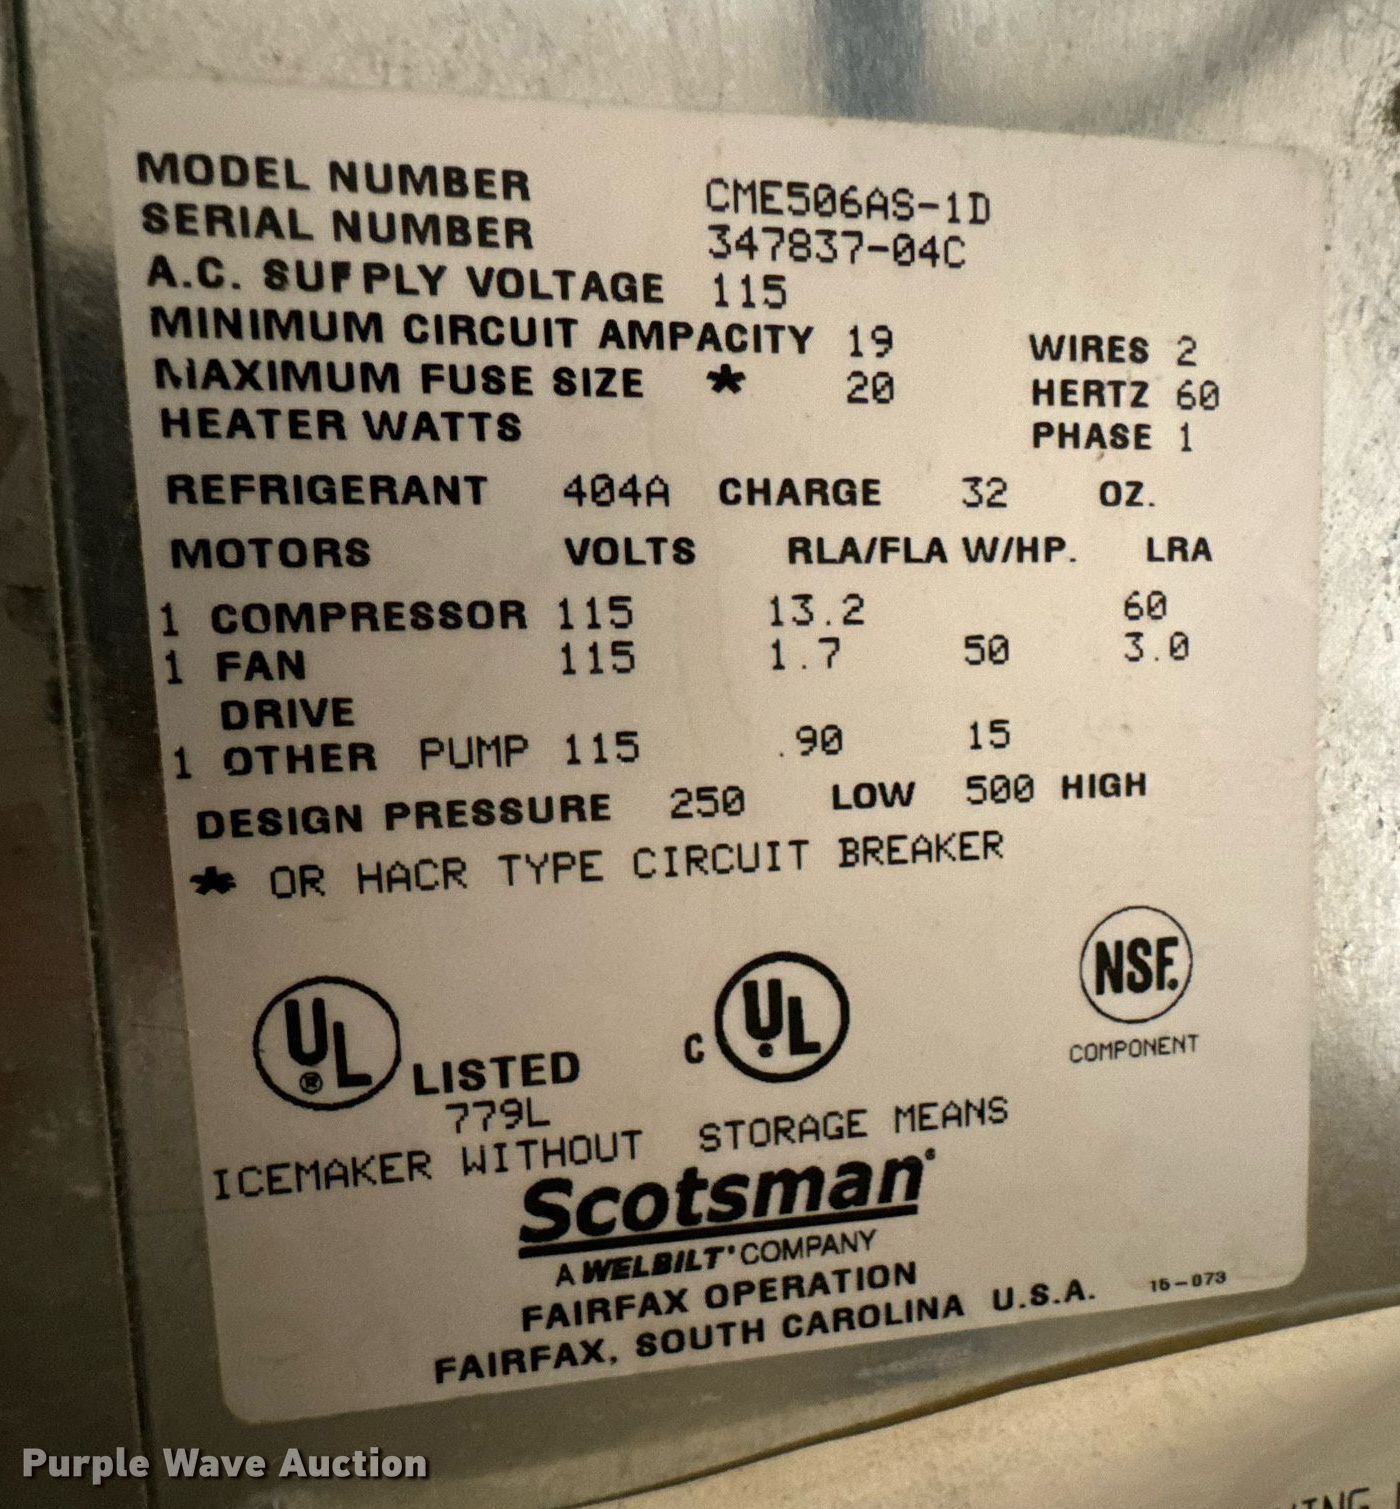 MODEL NUMBER CME506AS-1D
SERIAL NUMBER 347837-04C
A.C. SUPPLY VOLTAGE 115
MINIMUM CIRCUIT AMPACITY 19 WIRES 2
MAXIMUM FUSE SIZE * 20 HERTZ 60
HEATER WATTS PHASE 1
REFRIGERANT 404A CHARGE 32 OZ.
MOTORS VOLTS RLA/FLA W/HP. LRA
1 COMPRESSOR 115 13.2 60
1 FAN 115 1.7 50 3.0
DRIVE
1 OTHER PUMP 115 .90 15
DESIGN PRESSURE 250 LOW 500 HIGH
* OR HACR TYPE CIRCUIT BREAKER
UL ® LISTED
779L
C UL
NSF.
COMPONENT
ICEMAKER WITHOUT STORAGE MEANS
Scotsman
A WELBILT COMPANY
FAIRFAX OPERATION
FAIRFAX, SOUTH CAROLINA U.S.A.
15-073
Purple Wave Auction